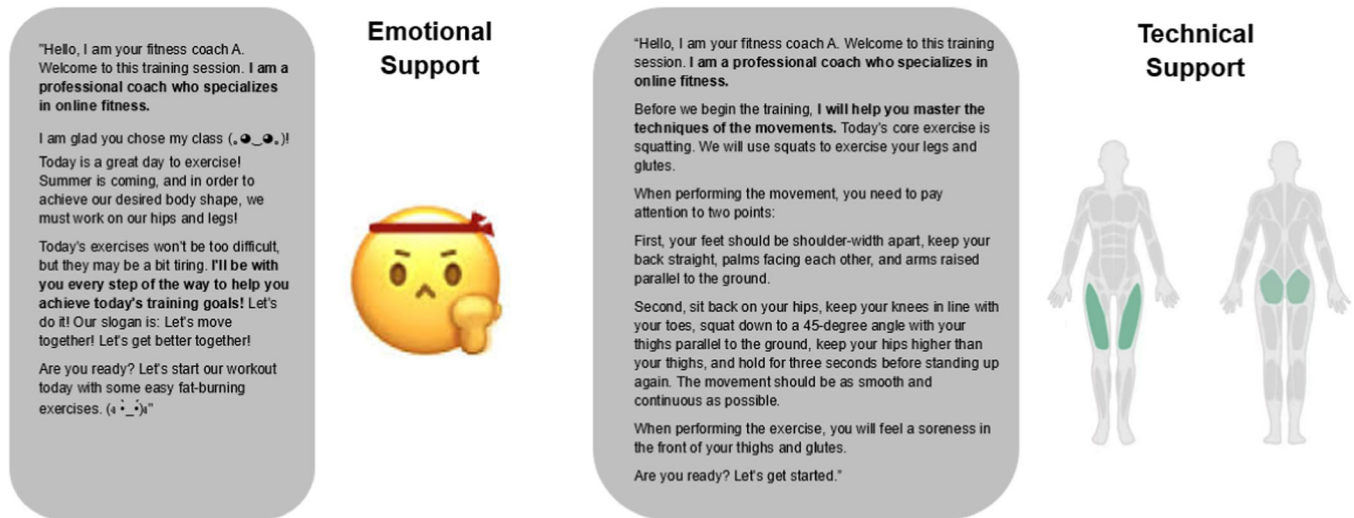 "Hello, I am your fitness coach A.
Welcome to this training session. I am a
professional coach who specializes
in online fitness.
I am glad you chose my class (｡◕‿◕｡)!
Today is a great day to exercise!
Summer is coming, and in order to
achieve our desired body shape, we
must work on our hips and legs!
Today's exercises won't be too difficult,
but they may be a bit tiring. I'll be with
you every step of the way to help you
achieve today's training goals! Let's
do it! Our slogan is: Let's move
together! Let's get better together!
Are you ready? Let's start our workout
today with some easy fat-burning
exercises. (ง •̀_•́)ง"
Emotional
Support
"Hello, I am your fitness coach A. Welcome to this training
session. I am a professional coach who specializes in
online fitness.
Before we begin the training, I will help you master the
techniques of the movements. Today's core exercise is
squatting. We will use squats to exercise your legs and
glutes.
When performing the movement, you need to pay
attention to two points:
First, your feet should be shoulder-width apart, keep your
back straight, palms facing each other, and arms raised
parallel to the ground.
Second, sit back on your hips, keep your knees in line with
your toes, squat down to a 45-degree angle with your
thighs parallel to the ground, keep your hips higher than
your thighs, and hold for three seconds before standing up
again. The movement should be as smooth and
continuous as possible.
When performing the exercise, you will feel a soreness in
the front of your thighs and glutes.
Are you ready? Let's get started."
Technical
Support